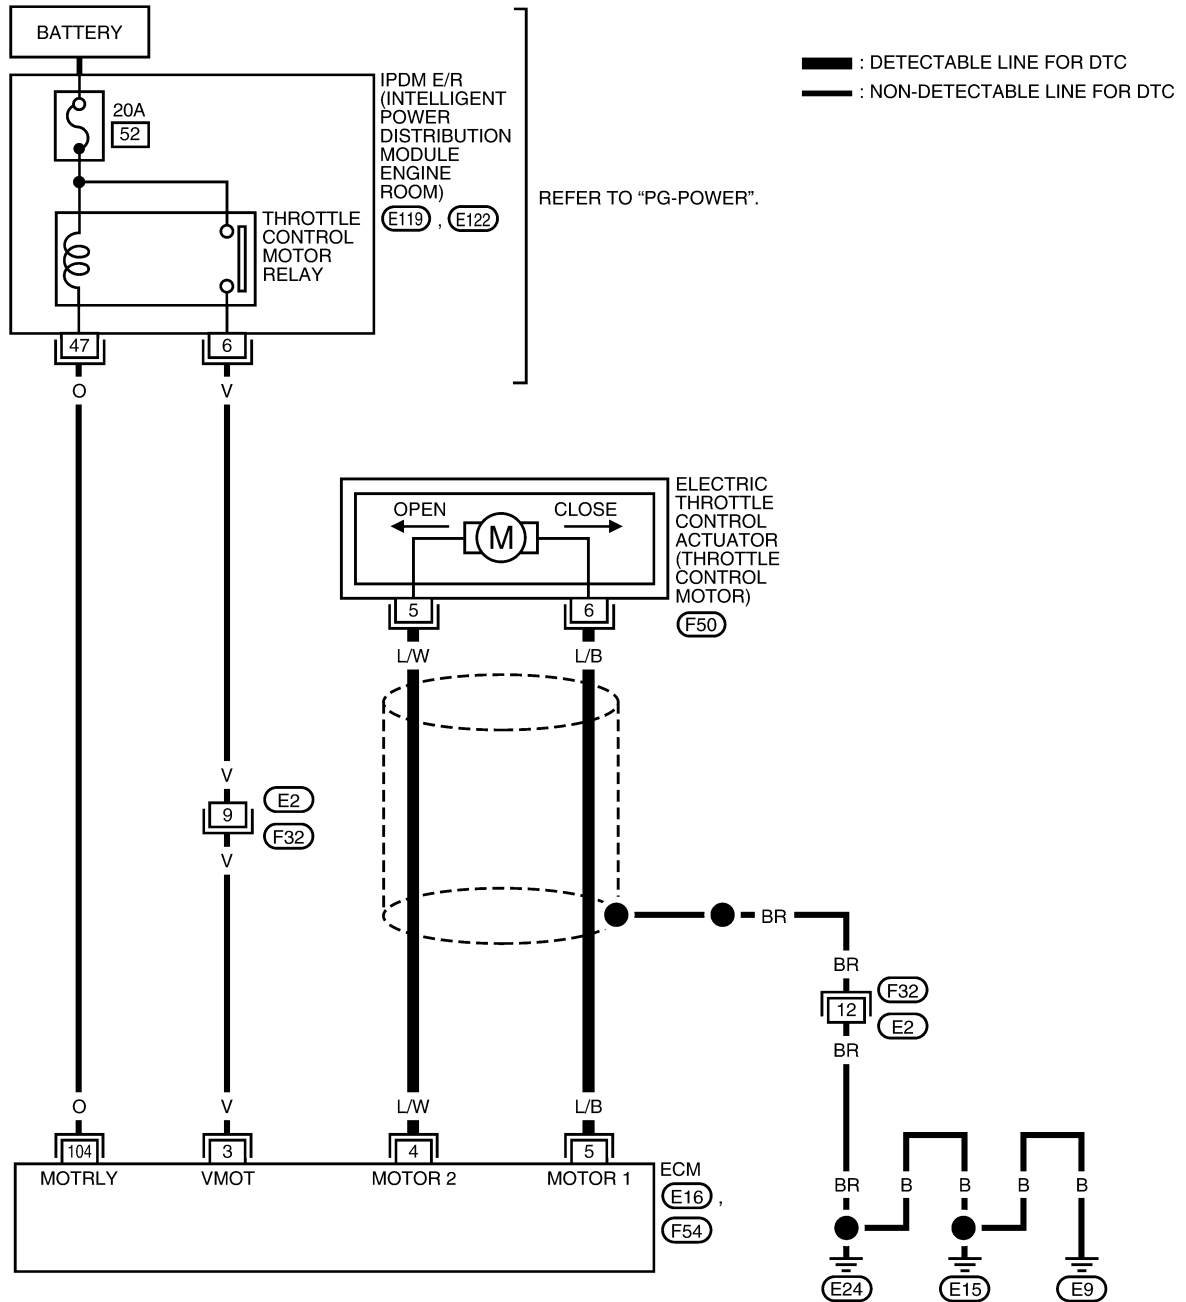 BATTERY
20A
52
IPDM E/R
(INTELLIGENT
POWER
DISTRIBUTION
MODULE
ENGINE
ROOM)
E119 , E122
THROTTLE
CONTROL
MOTOR
RELAY
REFER TO “PG-POWER”.
: DETECTABLE LINE FOR DTC
: NON-DETECTABLE LINE FOR DTC
47 6
O V
OPEN CLOSE
M
ELECTRIC
THROTTLE
CONTROL
ACTUATOR
(THROTTLE
CONTROL
MOTOR)
F50
5 6
L/W L/B
V
9
E2
F32
V
BR
BR
12
F32
E2
BR
O V L/W L/B
104 3 4 5
MOTRLY VMOT MOTOR 2 MOTOR 1
ECM
E16 ,
F54
BR B B B B
E24 E15 E9